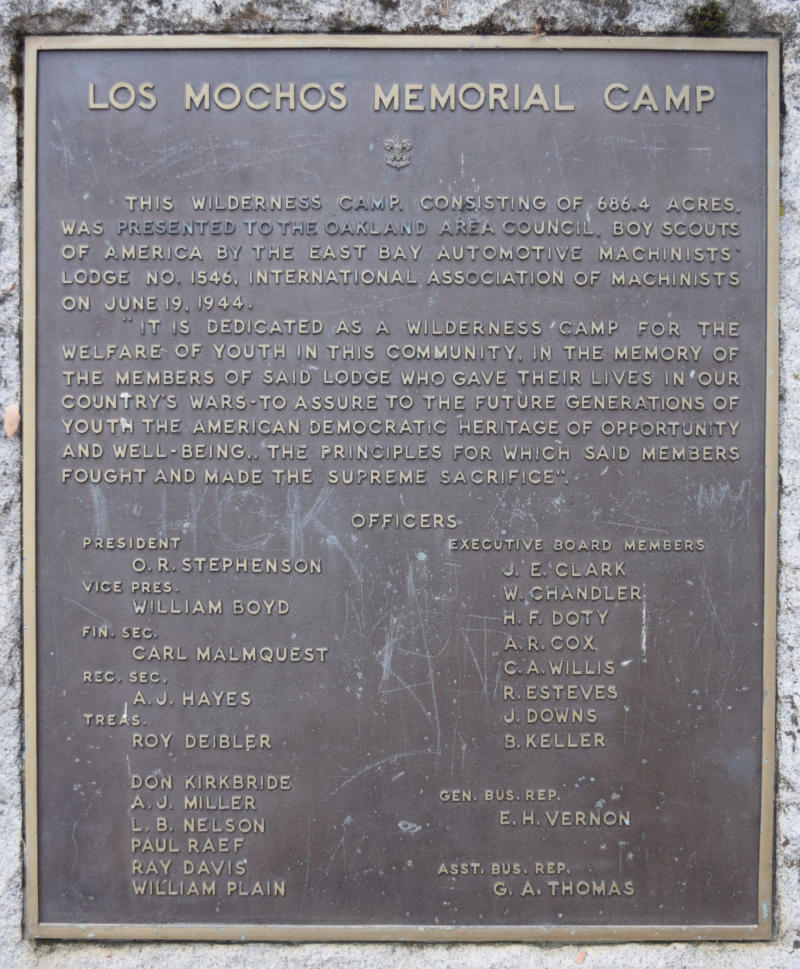 LOS MOCHOS MEMORIAL CAMP
THIS WILDERNESS CAMP, CONSISTING OF 686.4 ACRES,
WAS PRESENTED TO THE OAKLAND AREA COUNCIL, BOY SCOUTS
OF AMERICA BY THE EAST BAY AUTOMOTIVE MACHINISTS'
LODGE NO. 1546, INTERNATIONAL ASSOCIATION OF MACHINISTS
ON JUNE 19, 1944.
"IT IS DEDICATED AS A WILDERNESS CAMP FOR THE
WELFARE OF YOUTH IN THIS COMMUNITY, IN THE MEMORY OF
THE MEMBERS OF SAID LODGE WHO GAVE THEIR LIVES IN OUR
COUNTRY'S WARS-TO ASSURE TO THE FUTURE GENERATIONS OF
YOUTH THE AMERICAN DEMOCRATIC HERITAGE OF OPPORTUNITY
AND WELL-BEING.. THE PRINCIPLES FOR WHICH SAID MEMBERS
FOUGHT AND MADE THE SUPREME SACRIFICE".
OFFICERS
PRESIDENT
O. R. STEPHENSON
VICE PRES.
WILLIAM BOYD
FIN. SEC.
CARL MALMQUEST
REC. SEC.
A. J. HAYES
TREAS.
ROY DEIBLER
DON KIRKBRIDE
A. J. MILLER
L. B. NELSON
PAUL RAEF
RAY DAVIS
WILLIAM PLAIN
EXECUTIVE BOARD MEMBERS
J. E. CLARK
W. CHANDLER
H. F. DOTY
A. R. COX
C. A. WILLIS
R. ESTEVES
J. DOWNS
B. KELLER
GEN. BUS. REP.
E. H. VERNON
ASST. BUS. REP.
G. A. THOMAS